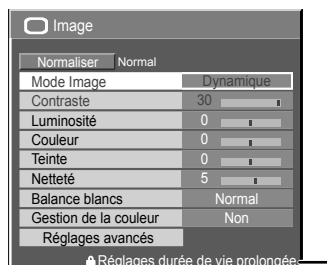 Image
Normaliser Normal
Mode Image Dynamique
Contraste 30
Luminosité 0
Couleur 0
Teinte 0
Netteté 5
Balance blancs Normal
Gestion de la couleur Non
Réglages avancés
Réglages durée de vie prolongée